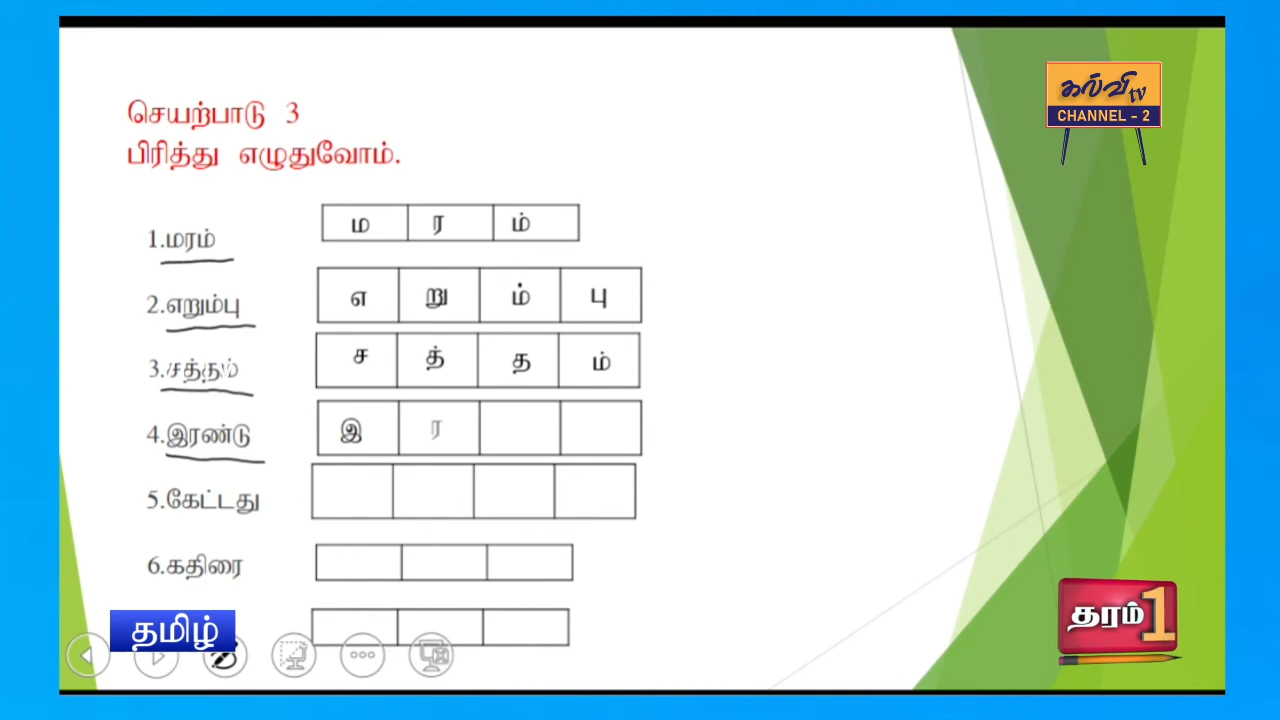 கல்வி tv
CHANNEL - 2
செயற்பாடு 3
பிரித்து எழுதுவோம்.
1.மரம் ம ர ம்
2.எறும்பு எ று ம் பு
3.சத்தம் ச த் த ம்
4.இரண்டு இ ர
5.கேட்டது
6.கதிரை
தமிழ்
தரம் 1